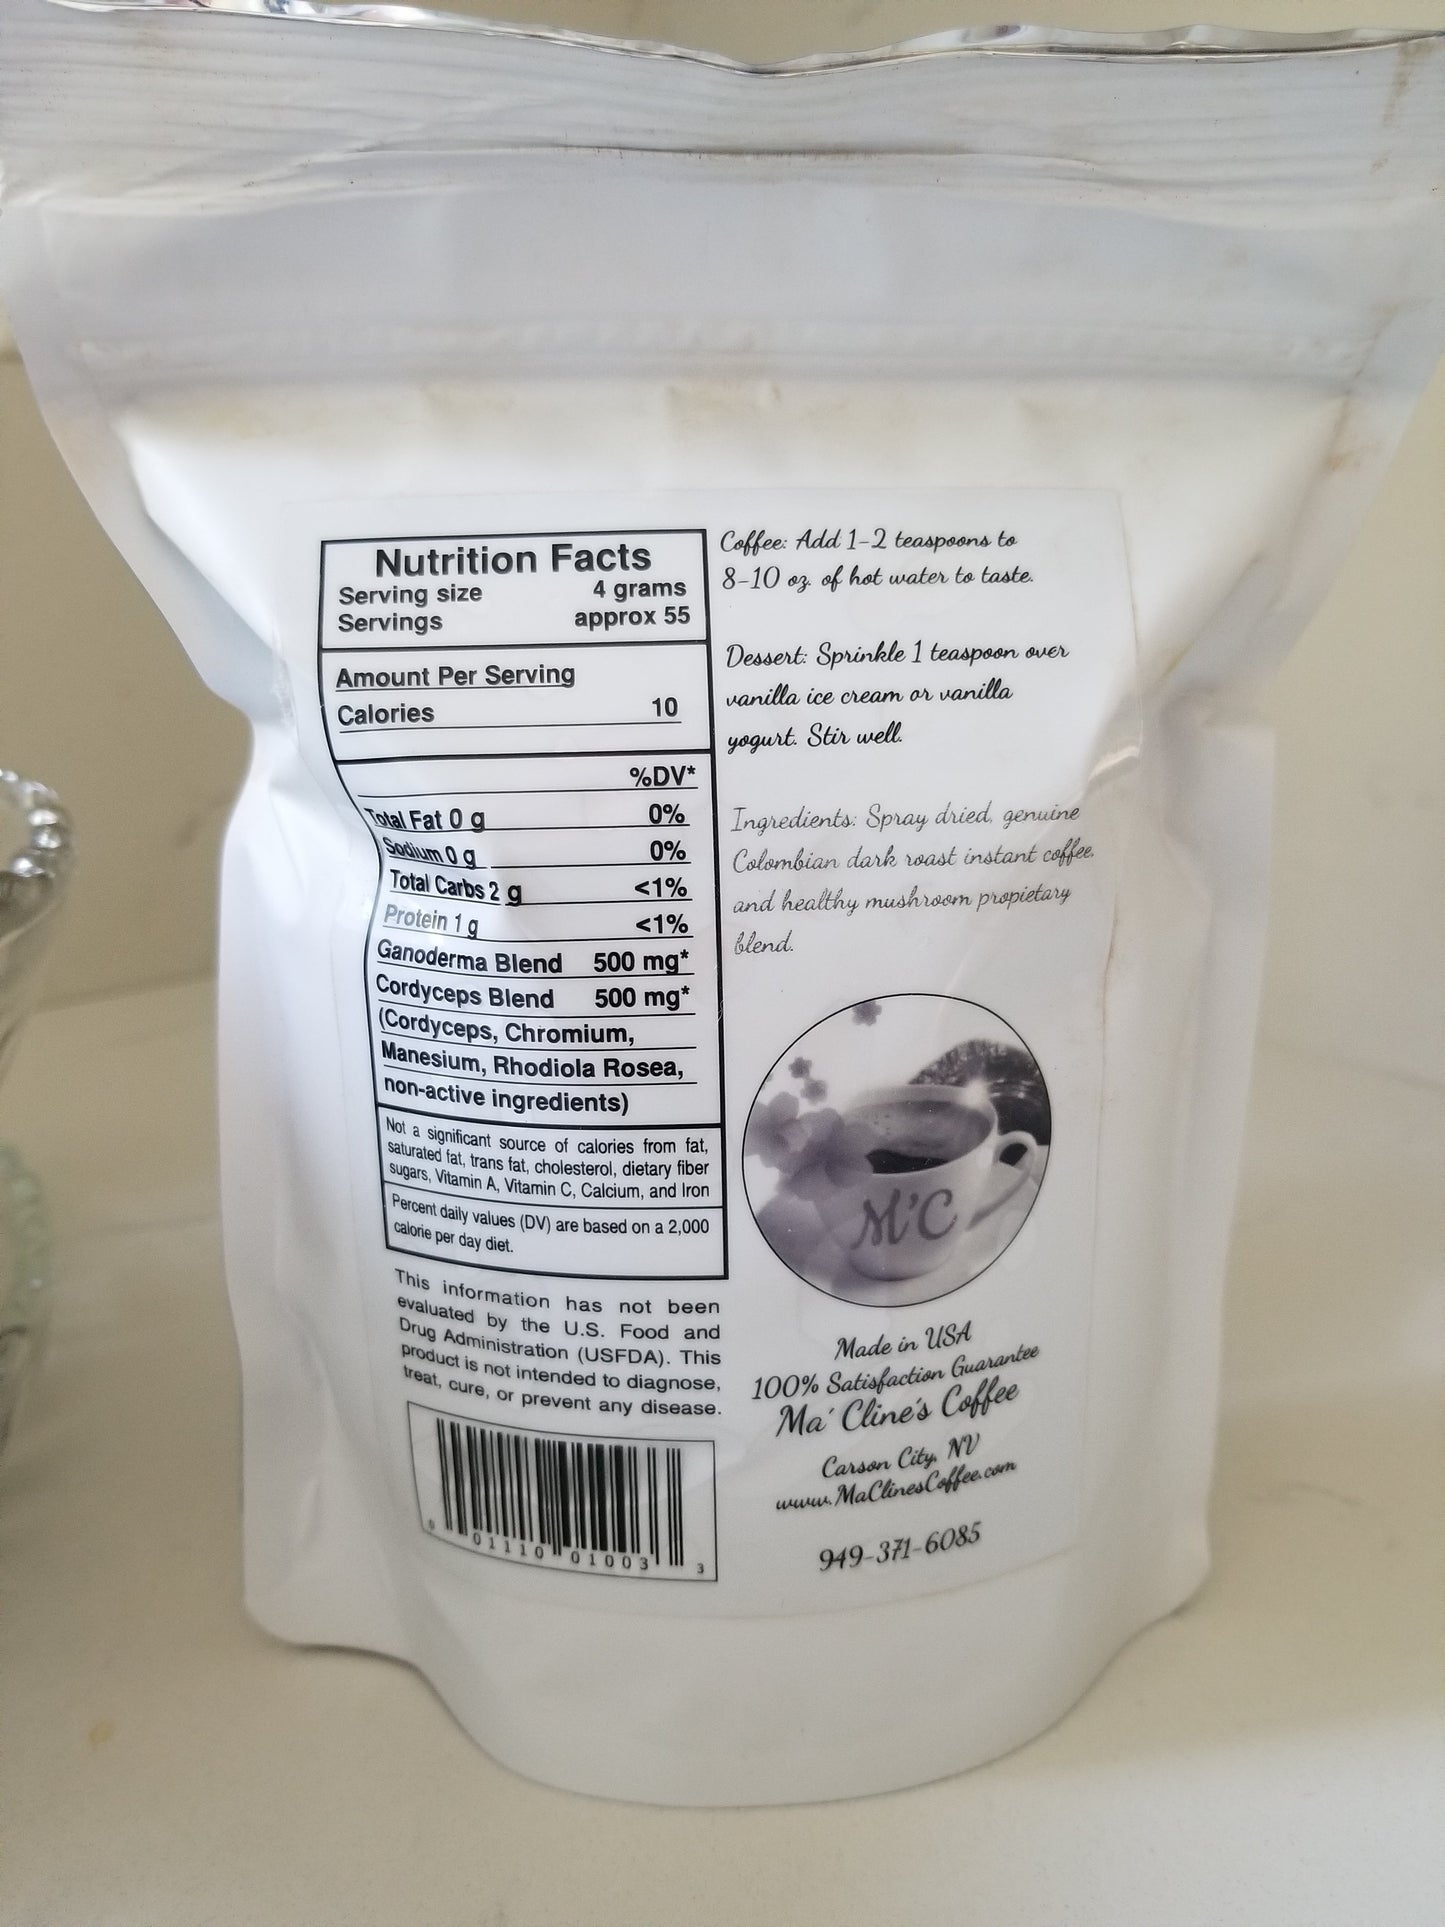 Nutrition Facts
Serving size 4 grams
Servings approx 55
Amount Per Serving
Calories 10
%DV*
Total Fat 0 g 0%
Sodium 0 g 0%
Total Carbs 2 g <1%
Protein 1 g <1%
Ganoderma Blend 500 mg*
Cordyceps Blend 500 mg*
(Cordyceps, Chromium,
Manesium, Rhodiola Rosea,
non-active ingredients)
Not a significant source of calories from fat,
saturated fat, trans fat, cholesterol, dietary fiber
sugars, Vitamin A, Vitamin C, Calcium, and Iron
Percent daily values (DV) are based on a 2,000
calorie per day diet.
This information has not been
evaluated by the U.S. Food and
Drug Administration (USFDA). This
product is not intended to diagnose,
treat, cure, or prevent any disease.
0 01110 01003 3
Coffee: Add 1-2 teaspoons to
8-10 oz. of hot water to taste.
Dessert: Sprinkle 1 teaspoon over
vanilla ice cream or vanilla
yogurt. Stir well.
Ingredients: Spray dried, genuine
Colombian dark roast instant coffee,
and healthy mushroom propietary
blend.
M'C
Made in USA
100% Satisfaction Guarantee
Ma' Cline's Coffee
Carson City, NV
www.MaClinesCoffee.com
949-371-6085